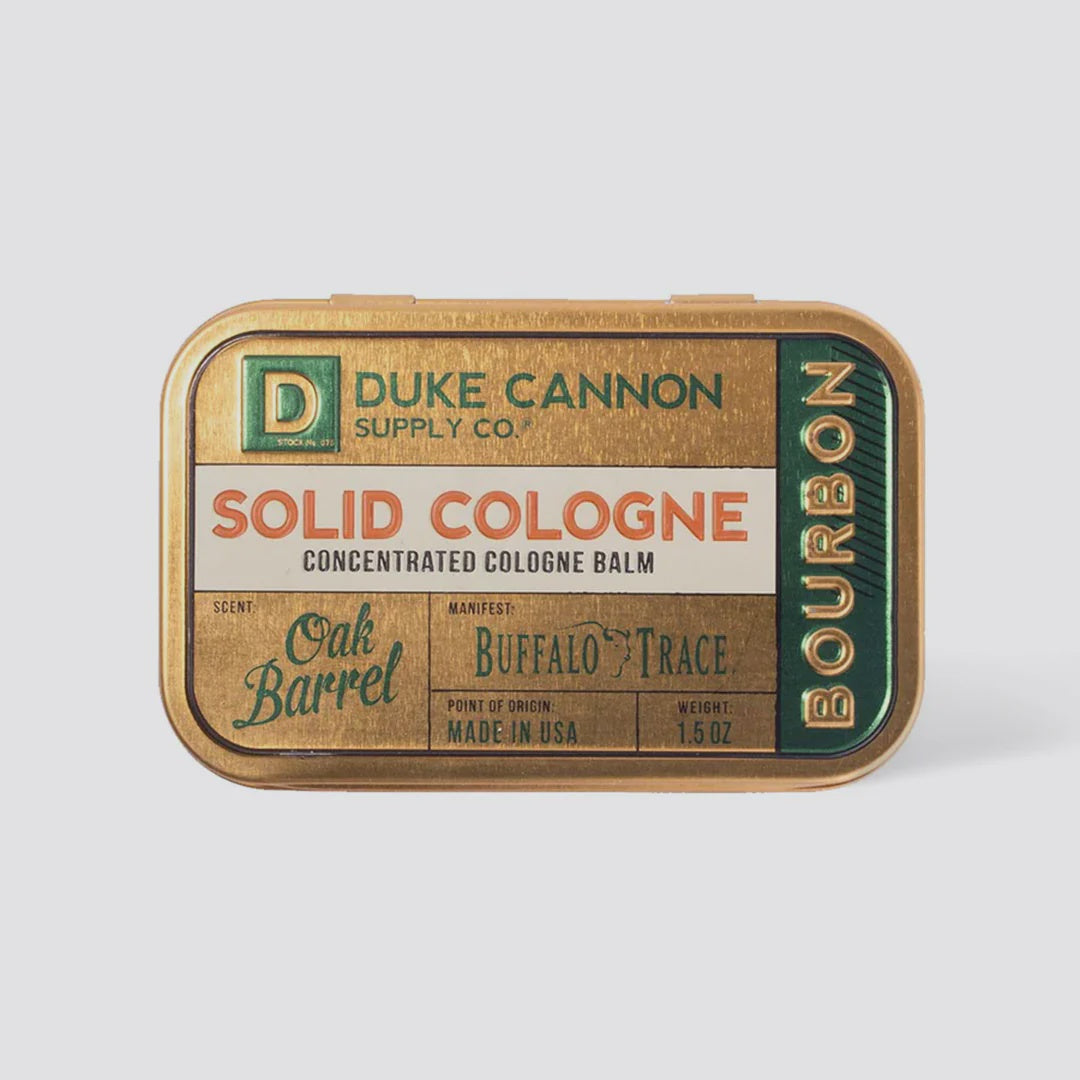 D
DUKE CANNON
SUPPLY CO.®
SOLID COLOGNE
CONCENTRATED COLOGNE BALM
SCENT:
Oak
Barrel
MANIFEST:
BUFFALO TRACE
POINT OF ORIGIN:
MADE IN USA
WEIGHT:
1.5 OZ
BOURBON